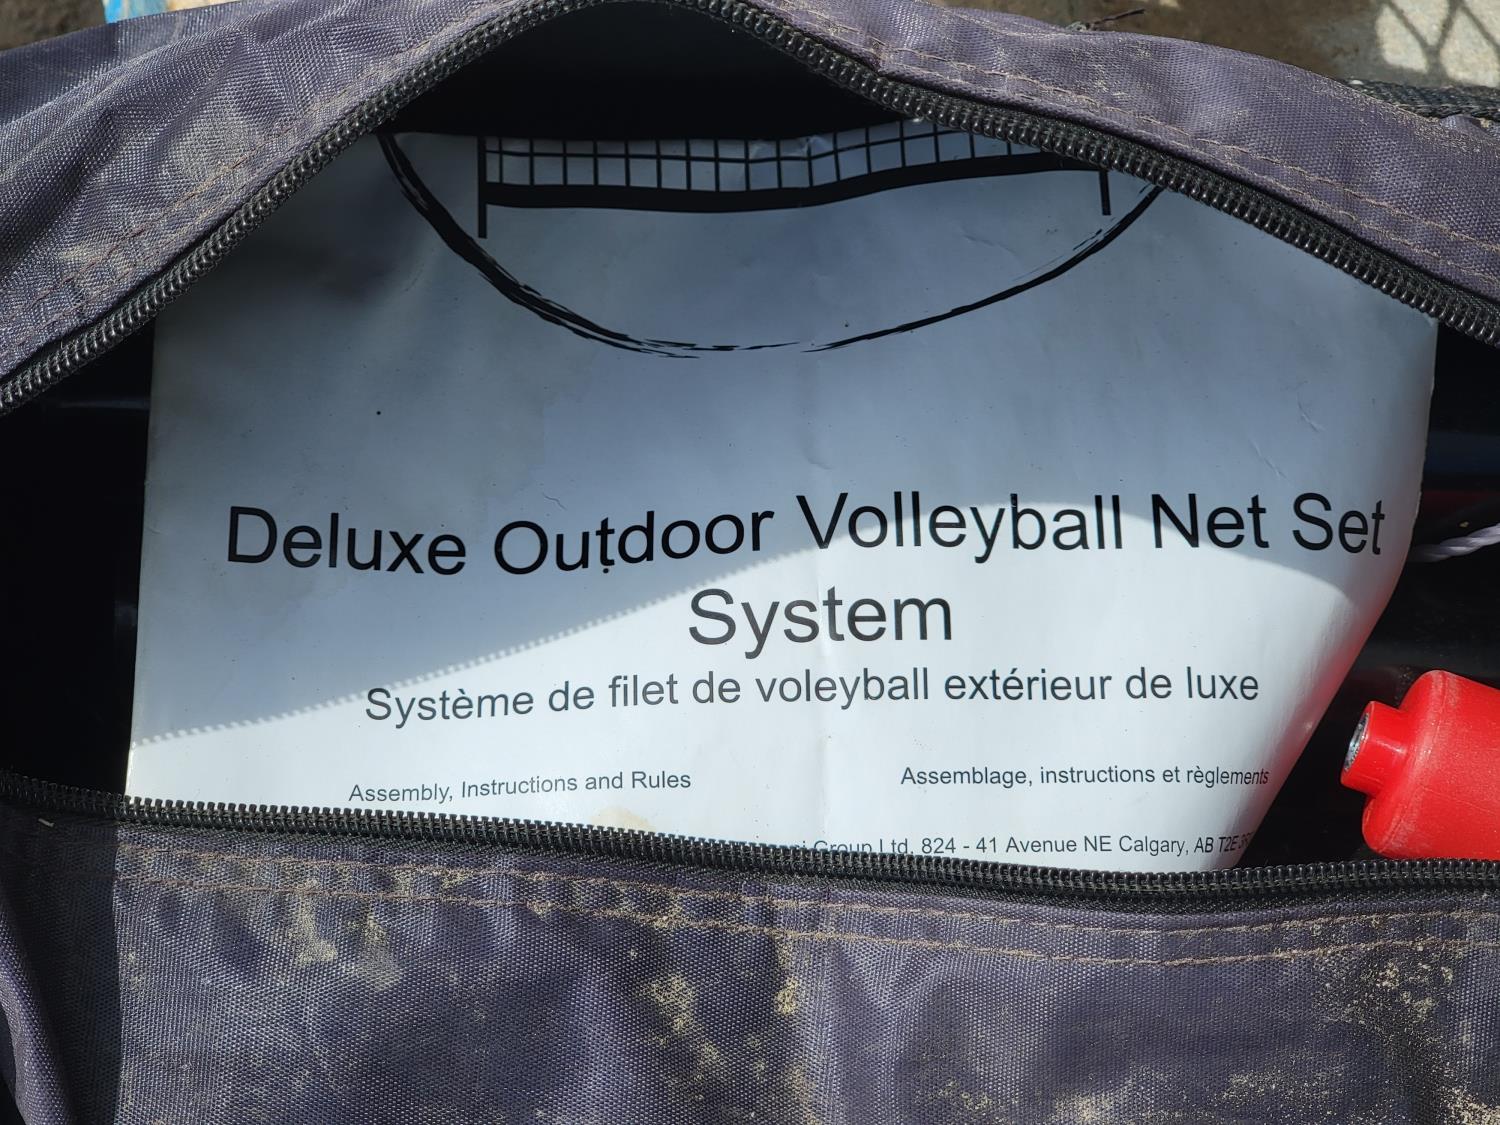 Deluxe Outdoor Volleyball Net Set
System
Système de filet de voleyball extérieur de luxe
Assembly, Instructions and Rules
Assemblage, instructions et règlements
Group Ltd, 824 - 41 Avenue NE Calgary, AB T2E